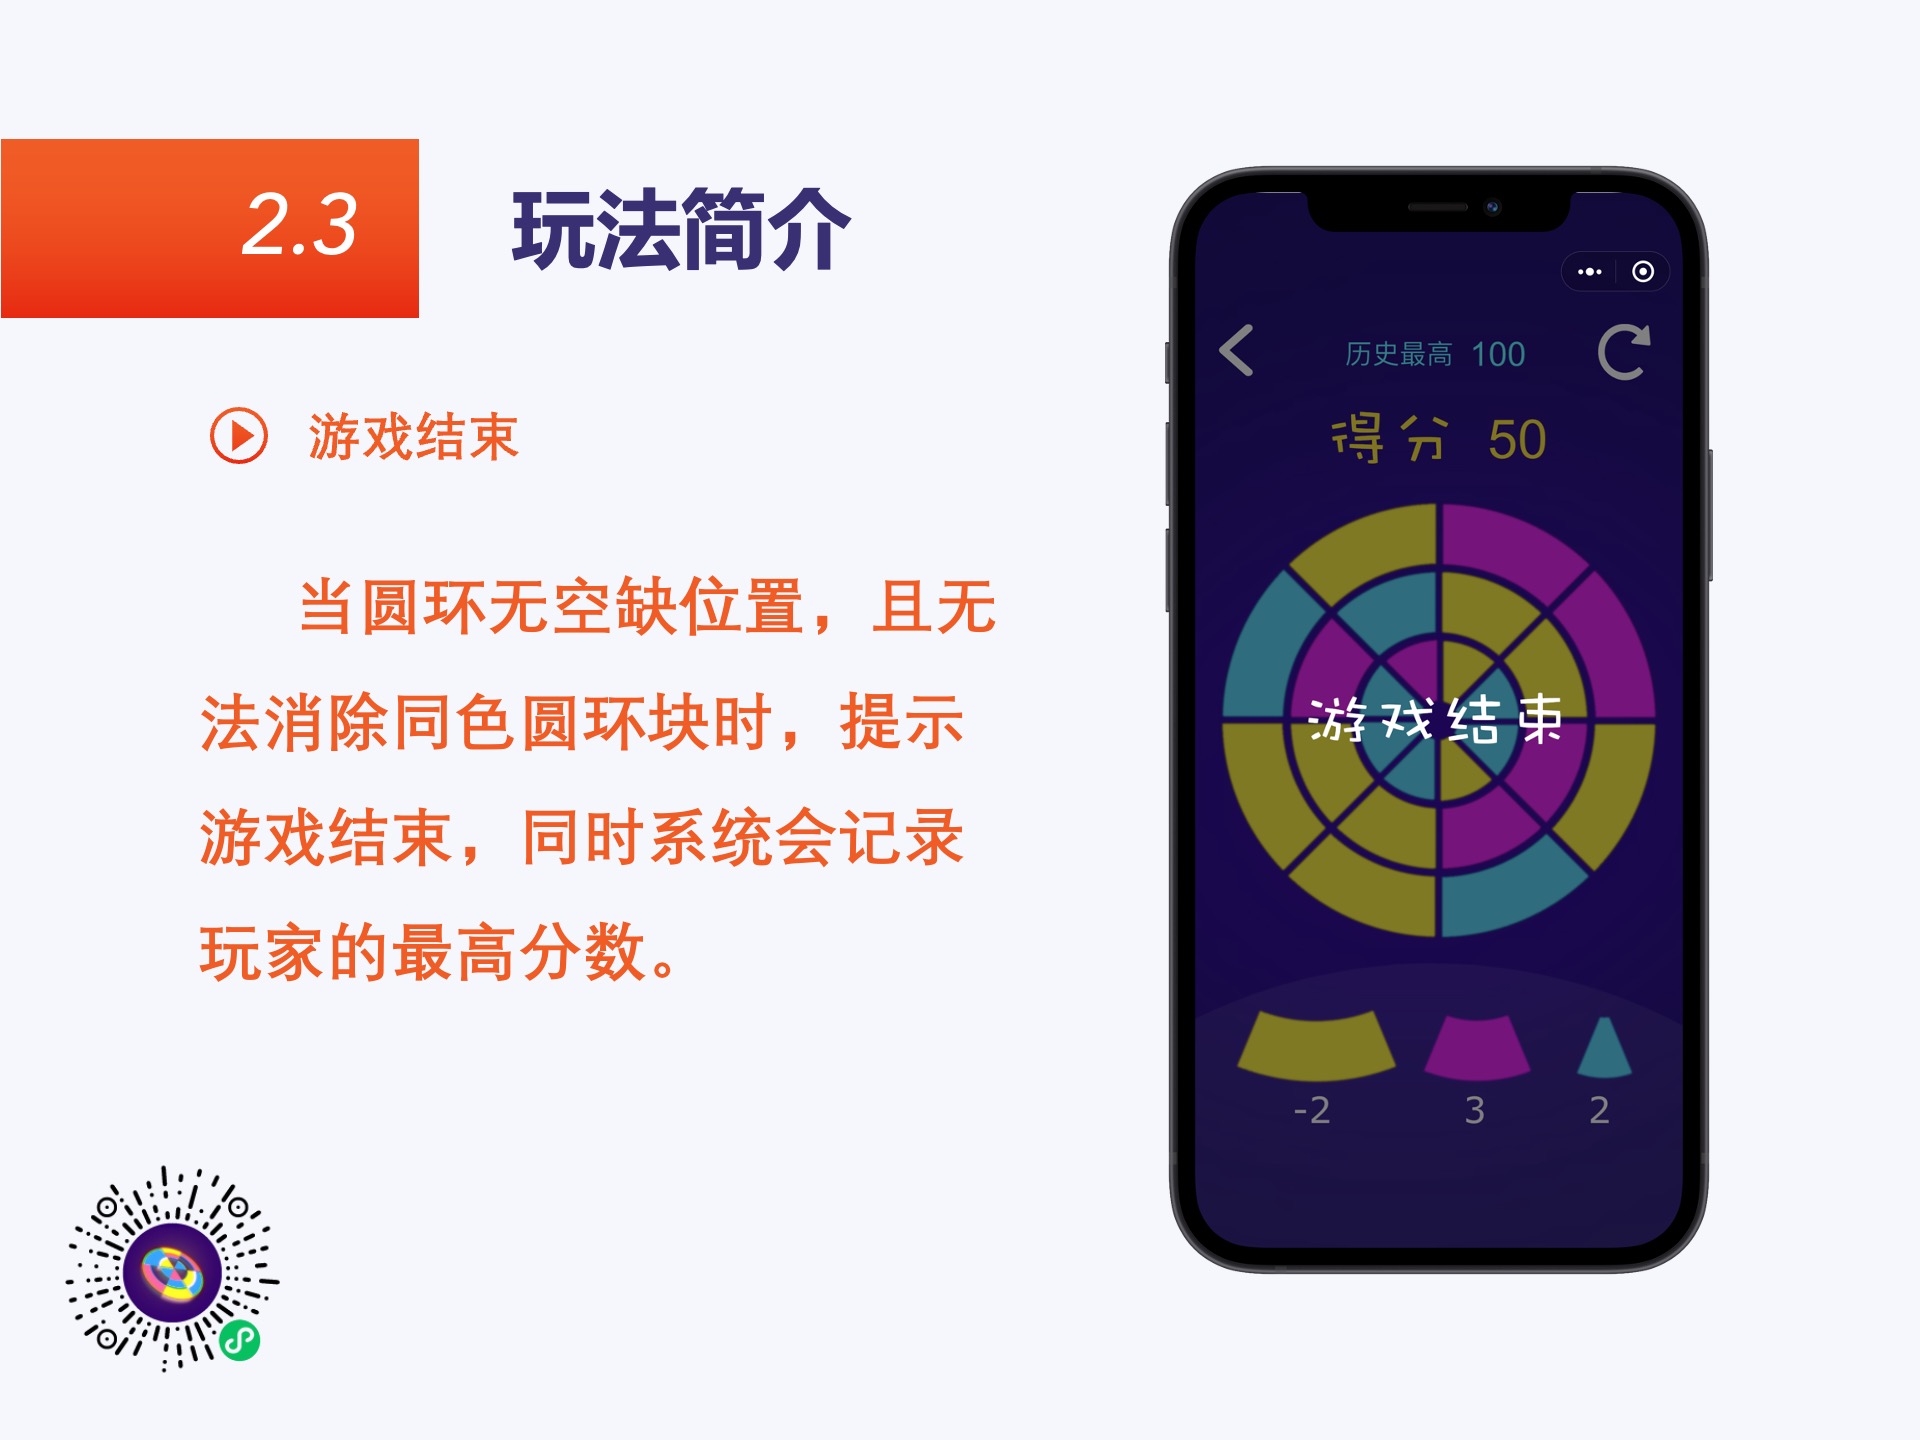 2.3
玩法简介
游戏结束
当圆环无空缺位置，且无
法消除同色圆环块时，提示
游戏结束，同时系统会记录
玩家的最高分数。
历史最高 100
得分 50
游戏结束
-2 3 2